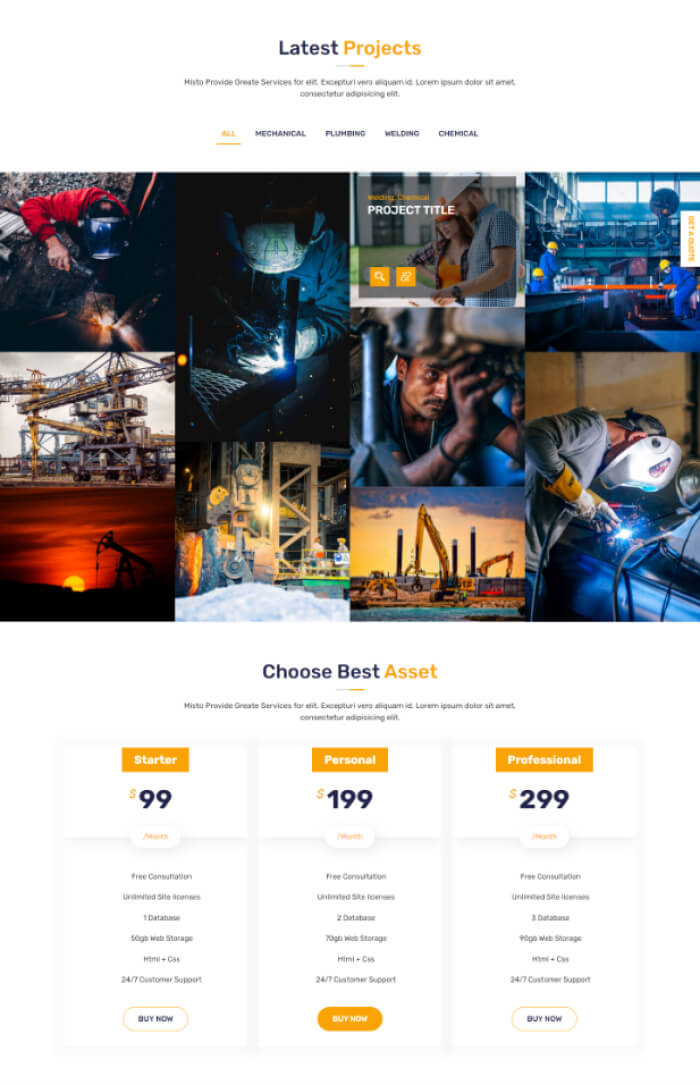 Latest Projects
Misto Provide Greate Services for elit. Excepturi vero aliquam id. Lorem ipsum dolor sit amet,
consectetur adipisicing elit.
ALL MECHANICAL PLUMBING WELDING CHEMICAL
Welding, Chemical
PROJECT TITLE
GET A QUOTE
Choose Best Asset
Misto Provide Greate Services for elit. Excepturi vero aliquam id. Lorem ipsum dolor sit amet,
consectetur adipisicing elit.
Starter Personal Professional
$99 $199 $299
/Month /Month /Month
Free Consultation Free Consultation Free Consultation
Unlimited Site licenses Unlimited Site licenses Unlimited Site licenses
1 Database 2 Database 3 Database
50gb Web Storage 70gb Web Storage 90gb Web Storage
Html + Css Html + Css Html + Css
24/7 Customer Support 24/7 Customer Support 24/7 Customer Support
BUY NOW BUY NOW BUY NOW